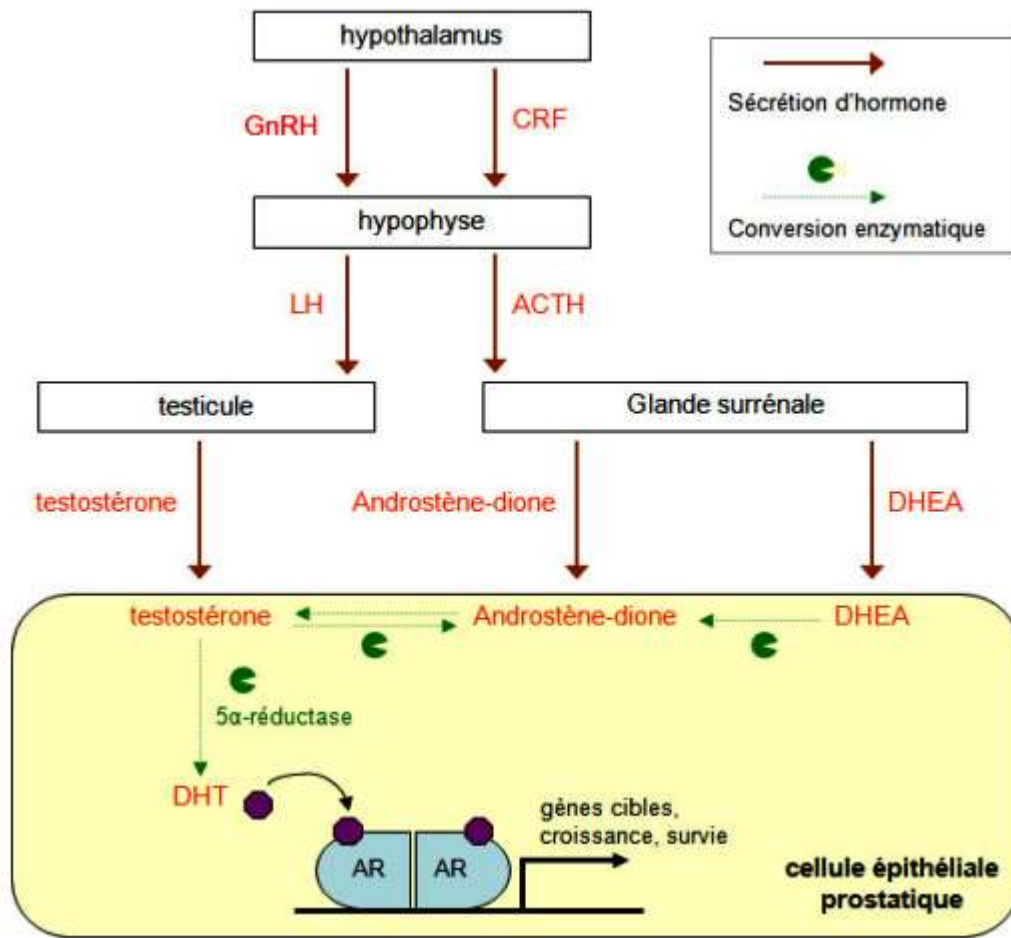 hypothalamus
Sécrétion d'hormone
GnRH
CRF
Conversion enzymatique
hypophyse
LH
ACTH
testicule
Glande surrénale
testostérone
Androstène-dione
DHEA
testostérone
Androstène-dione
DHEA
5α-réductase
DHT
gènes cibles,
croissance, survie
AR
AR
cellule épithéliale
prostatique